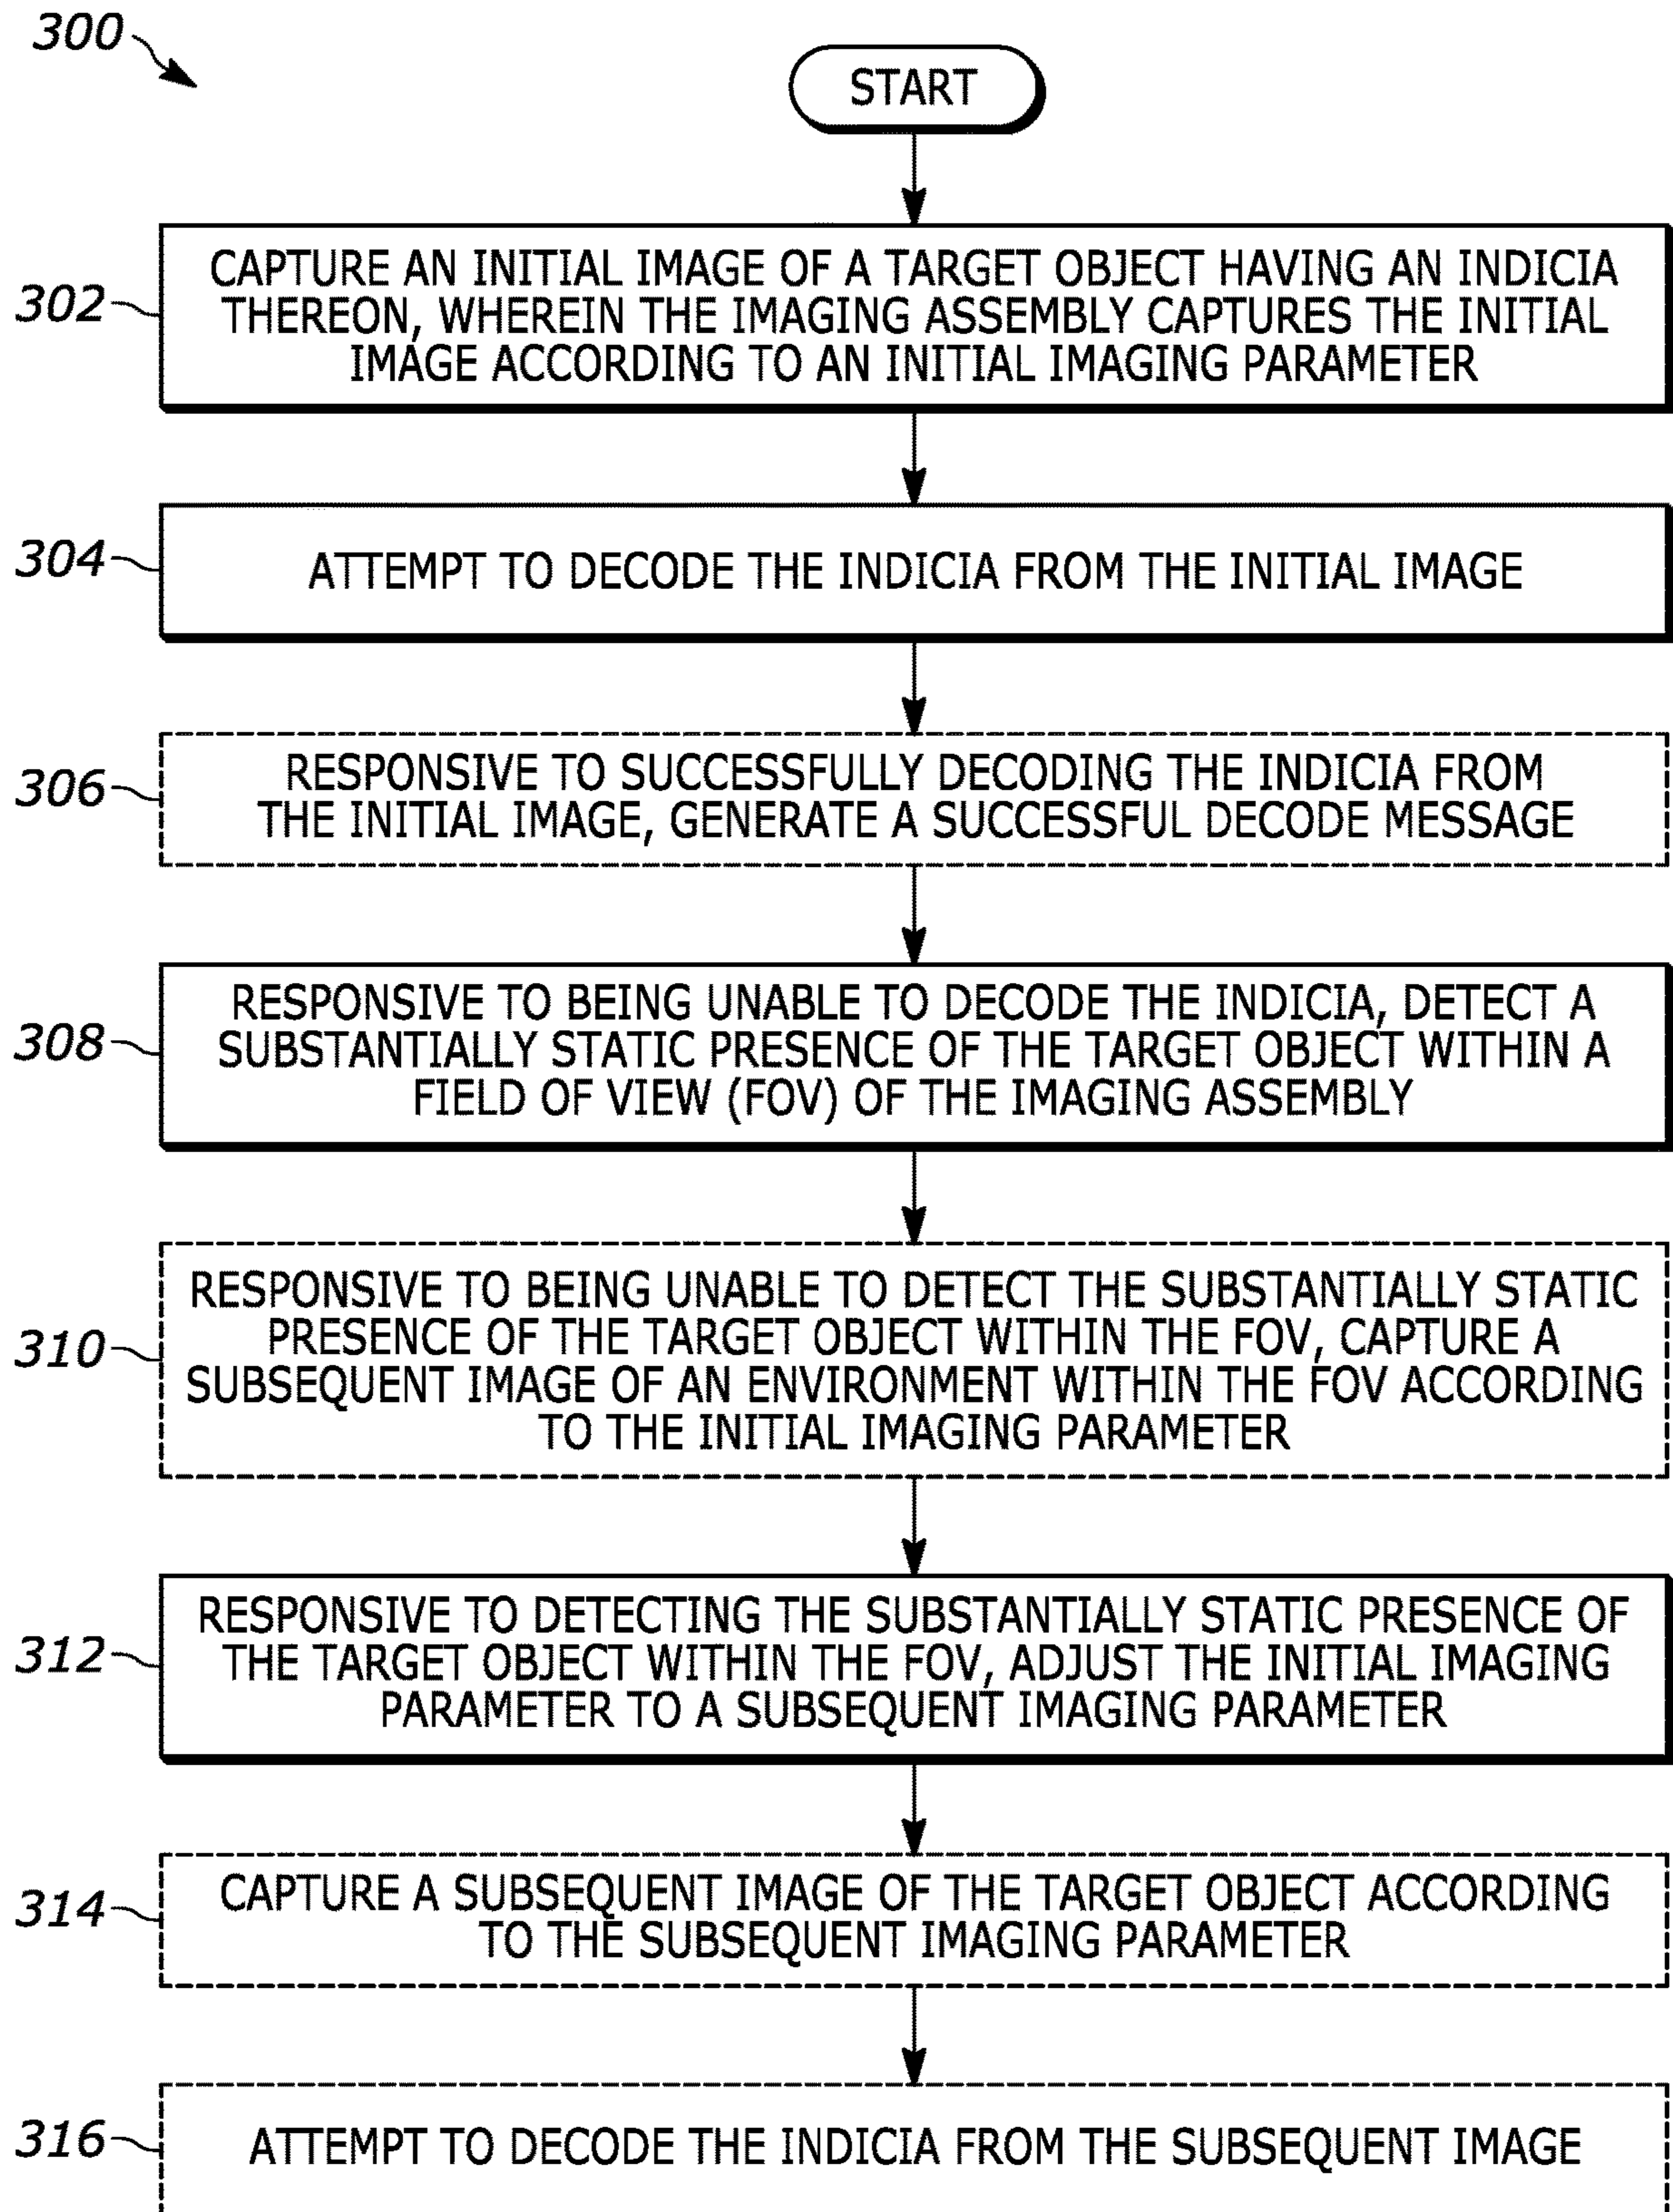 300
START
302
CAPTURE AN INITIAL IMAGE OF A TARGET OBJECT HAVING AN INDICIA
THEREON, WHEREIN THE IMAGING ASSEMBLY CAPTURES THE INITIAL
IMAGE ACCORDING TO AN INITIAL IMAGING PARAMETER
304
ATTEMPT TO DECODE THE INDICIA FROM THE INITIAL IMAGE
306
RESPONSIVE TO SUCCESSFULLY DECODING THE INDICIA FROM
THE INITIAL IMAGE, GENERATE A SUCCESSFUL DECODE MESSAGE
308
RESPONSIVE TO BEING UNABLE TO DECODE THE INDICIA, DETECT A
SUBSTANTIALLY STATIC PRESENCE OF THE TARGET OBJECT WITHIN A
FIELD OF VIEW (FOV) OF THE IMAGING ASSEMBLY
310
RESPONSIVE TO BEING UNABLE TO DETECT THE SUBSTANTIALLY STATIC
PRESENCE OF THE TARGET OBJECT WITHIN THE FOV, CAPTURE A
SUBSEQUENT IMAGE OF AN ENVIRONMENT WITHIN THE FOV ACCORDING
TO THE INITIAL IMAGING PARAMETER
312
RESPONSIVE TO DETECTING THE SUBSTANTIALLY STATIC PRESENCE OF
THE TARGET OBJECT WITHIN THE FOV, ADJUST THE INITIAL IMAGING
PARAMETER TO A SUBSEQUENT IMAGING PARAMETER
314
CAPTURE A SUBSEQUENT IMAGE OF THE TARGET OBJECT ACCORDING
TO THE SUBSEQUENT IMAGING PARAMETER
316
ATTEMPT TO DECODE THE INDICIA FROM THE SUBSEQUENT IMAGE